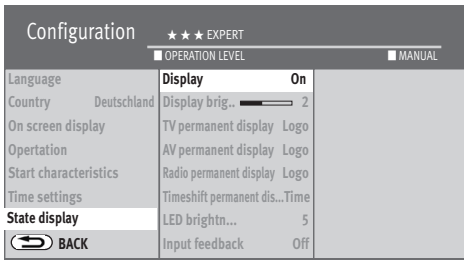 Configuration
★ ★ ★ EXPERT
OPERATION LEVEL
MANUAL
Language
Country Deutschland
On screen display
Opertation
Start characteristics
Time settings
State display
BACK
Display On
Display brig.. 2
TV permanent display Logo
AV permanent display Logo
Radio permanent display Logo
Timeshift permanent dis...Time
LED brightn... 5
Input feedback Off